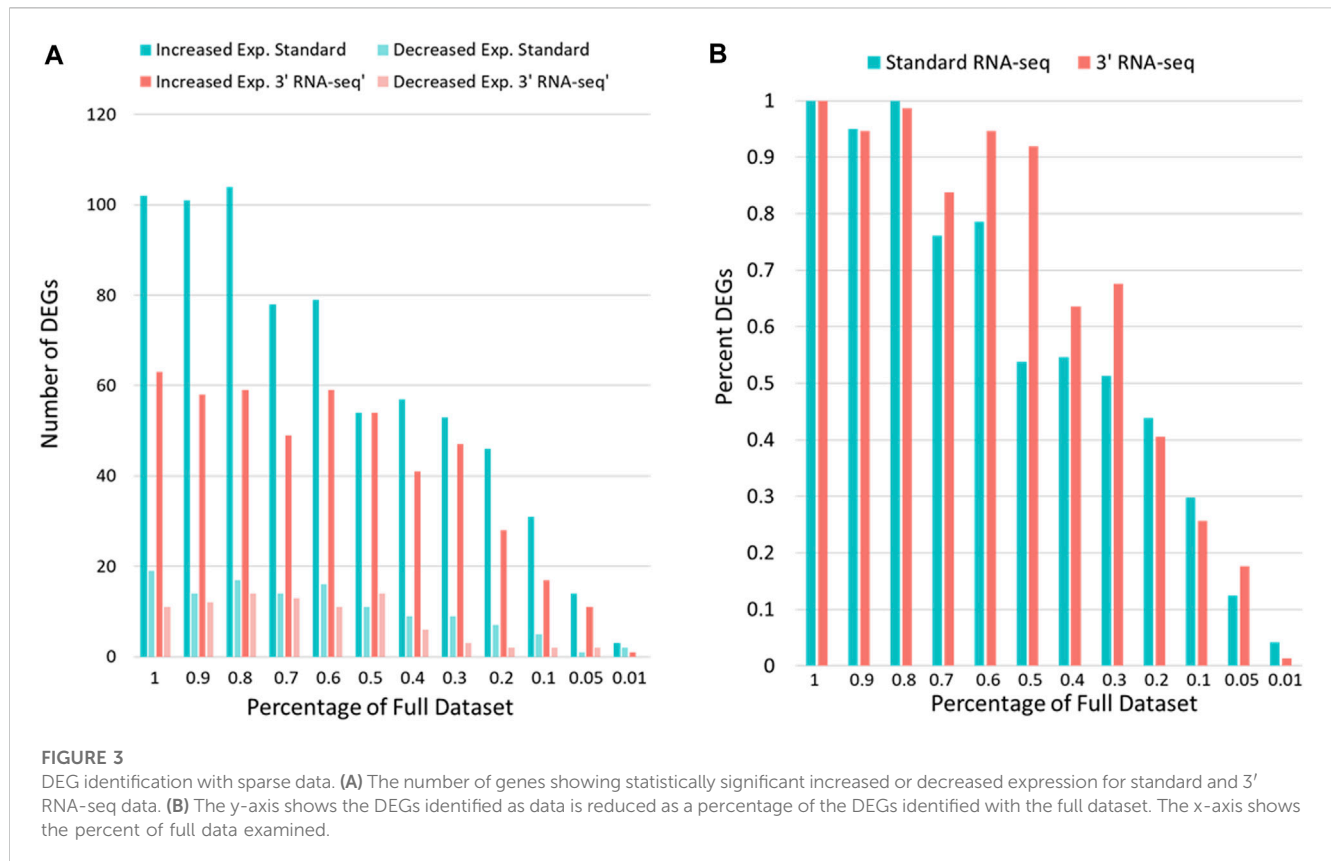 A
Increased Exp. Standard
Decreased Exp. Standard
Increased Exp. 3' RNA-seq'
Decreased Exp. 3' RNA-seq'
120
100
80
60
40
20
0
Number of DEGs
1 0.9 0.8 0.7 0.6 0.5 0.4 0.3 0.2 0.1 0.05 0.01
Percentage of Full Dataset
B
Standard RNA-seq
3' RNA-seq
1
0.9
0.8
0.7
0.6
0.5
0.4
0.3
0.2
0.1
0
Percent DEGs
1 0.9 0.8 0.7 0.6 0.5 0.4 0.3 0.2 0.1 0.05 0.01
Percentage of Full Dataset
FIGURE 3
DEG identification with sparse data. (A) The number of genes showing statistically significant increased or decreased expression for standard and 3′
RNA-seq data. (B) The y-axis shows the DEGs identified as data is reduced as a percentage of the DEGs identified with the full dataset. The x-axis shows
the percent of full data examined.